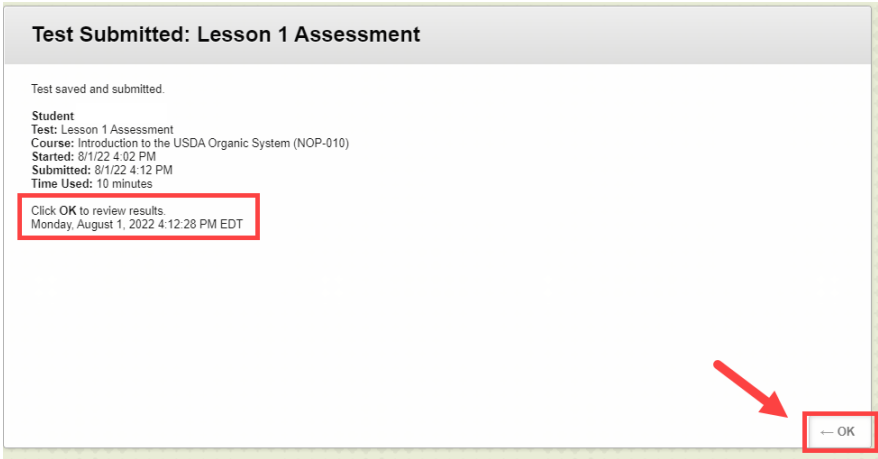 Test Submitted: Lesson 1 Assessment
Test saved and submitted.
Student
Test: Lesson 1 Assessment
Course: Introduction to the USDA Organic System (NOP-010)
Started: 8/1/22 4:02 PM
Submitted: 8/1/22 4:12 PM
Time Used: 10 minutes
Click OK to review results.
Monday, August 1, 2022 4:12:28 PM EDT
← OK